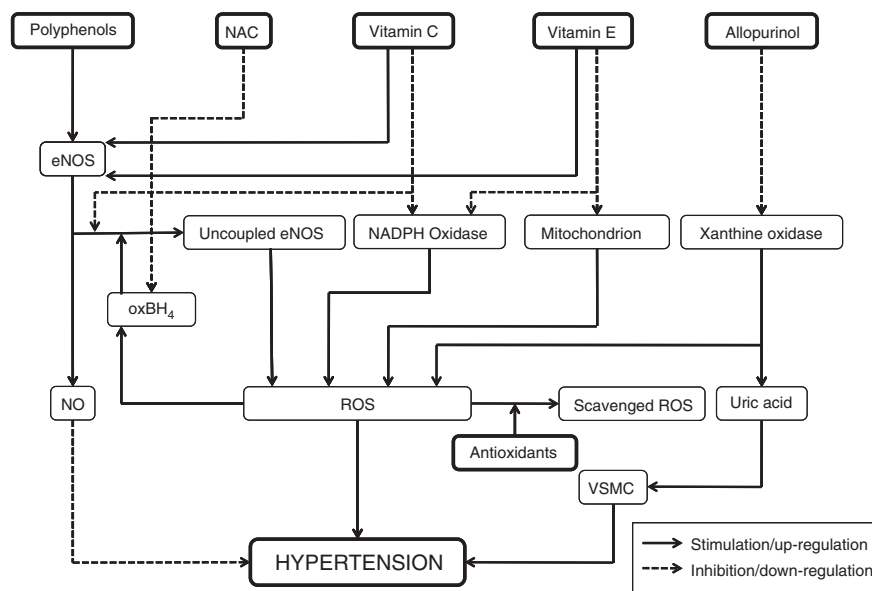 Polyphenols
NAC
Vitamin C
Vitamin E
Allopurinol
eNOS
Uncoupled eNOS
NADPH Oxidase
Mitochondrion
Xanthine oxidase
oxBH4
NO
ROS
Scavenged ROS
Uric acid
Antioxidants
VSMC
HYPERTENSION
Stimulation/up-regulation
Inhibition/down-regulation